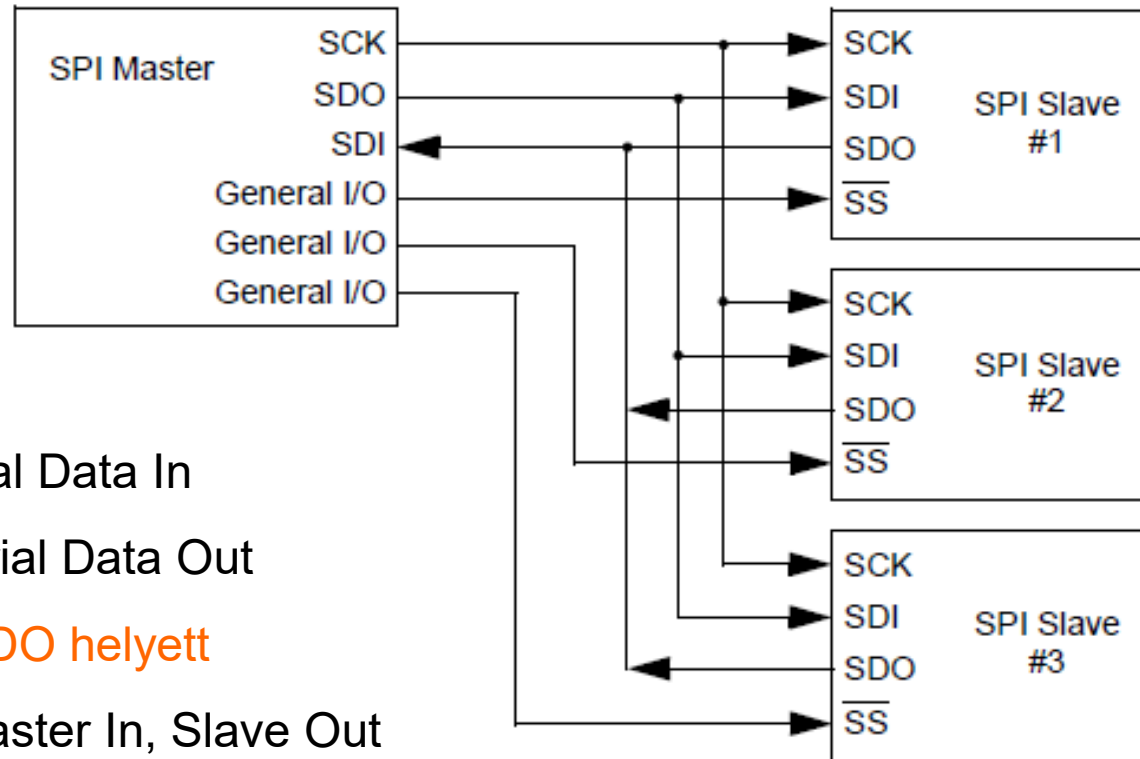 SPI Master
SCK
SDO
SDI
General I/O
General I/O
General I/O
SCK
SDI
SDO
SS
SPI Slave
#1
SCK
SDI
SDO
SS
SPI Slave
#2
SCK
SDI
SDO
SS
SPI Slave
#3
al Data In
ial Data Out
DO helyett
aster In, Slave Out